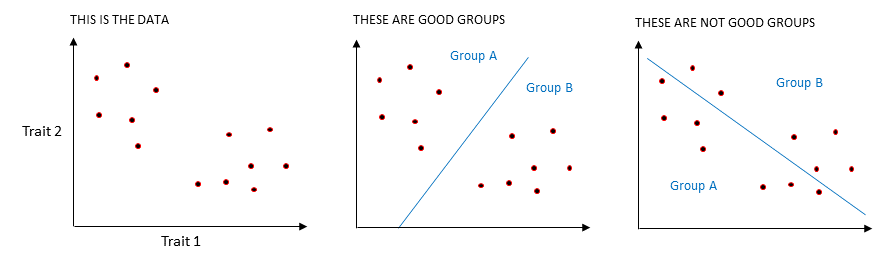 THIS IS THE DATA
Trait 2
Trait 1
THESE ARE GOOD GROUPS
Group A
Group B
THESE ARE NOT GOOD GROUPS
Group B
Group A